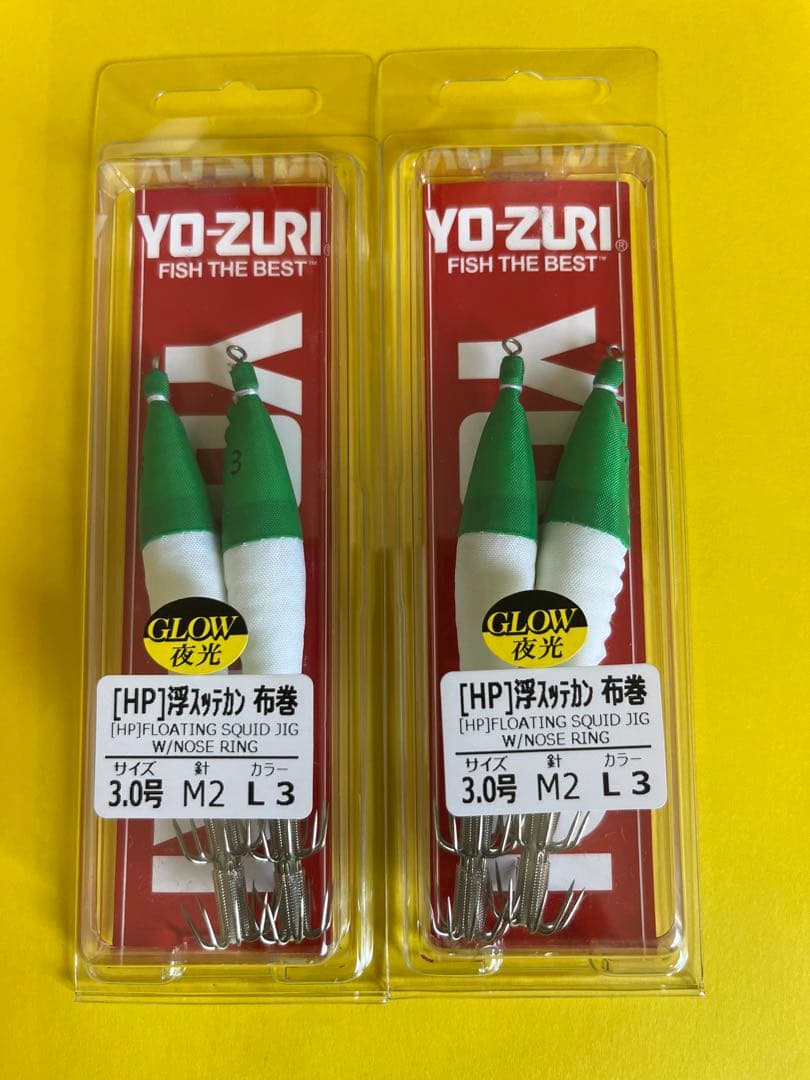 YO-ZURI
FISH THE BEST™
3
GLOW
夜光
[HP]浮スッテカン 布巻
[HP]FLOATING SQUID JIG
W/NOSE RING
サイズ 針 カラー
3.0号 M2 L3
YO-ZURI®
FISH THE BEST™
GLOW
夜光
[HP]浮スッテカン 布巻
[HP]FLOATING SQUID JIG
W/NOSE RING
サイズ 針 カラー
3.0号 M2 L3